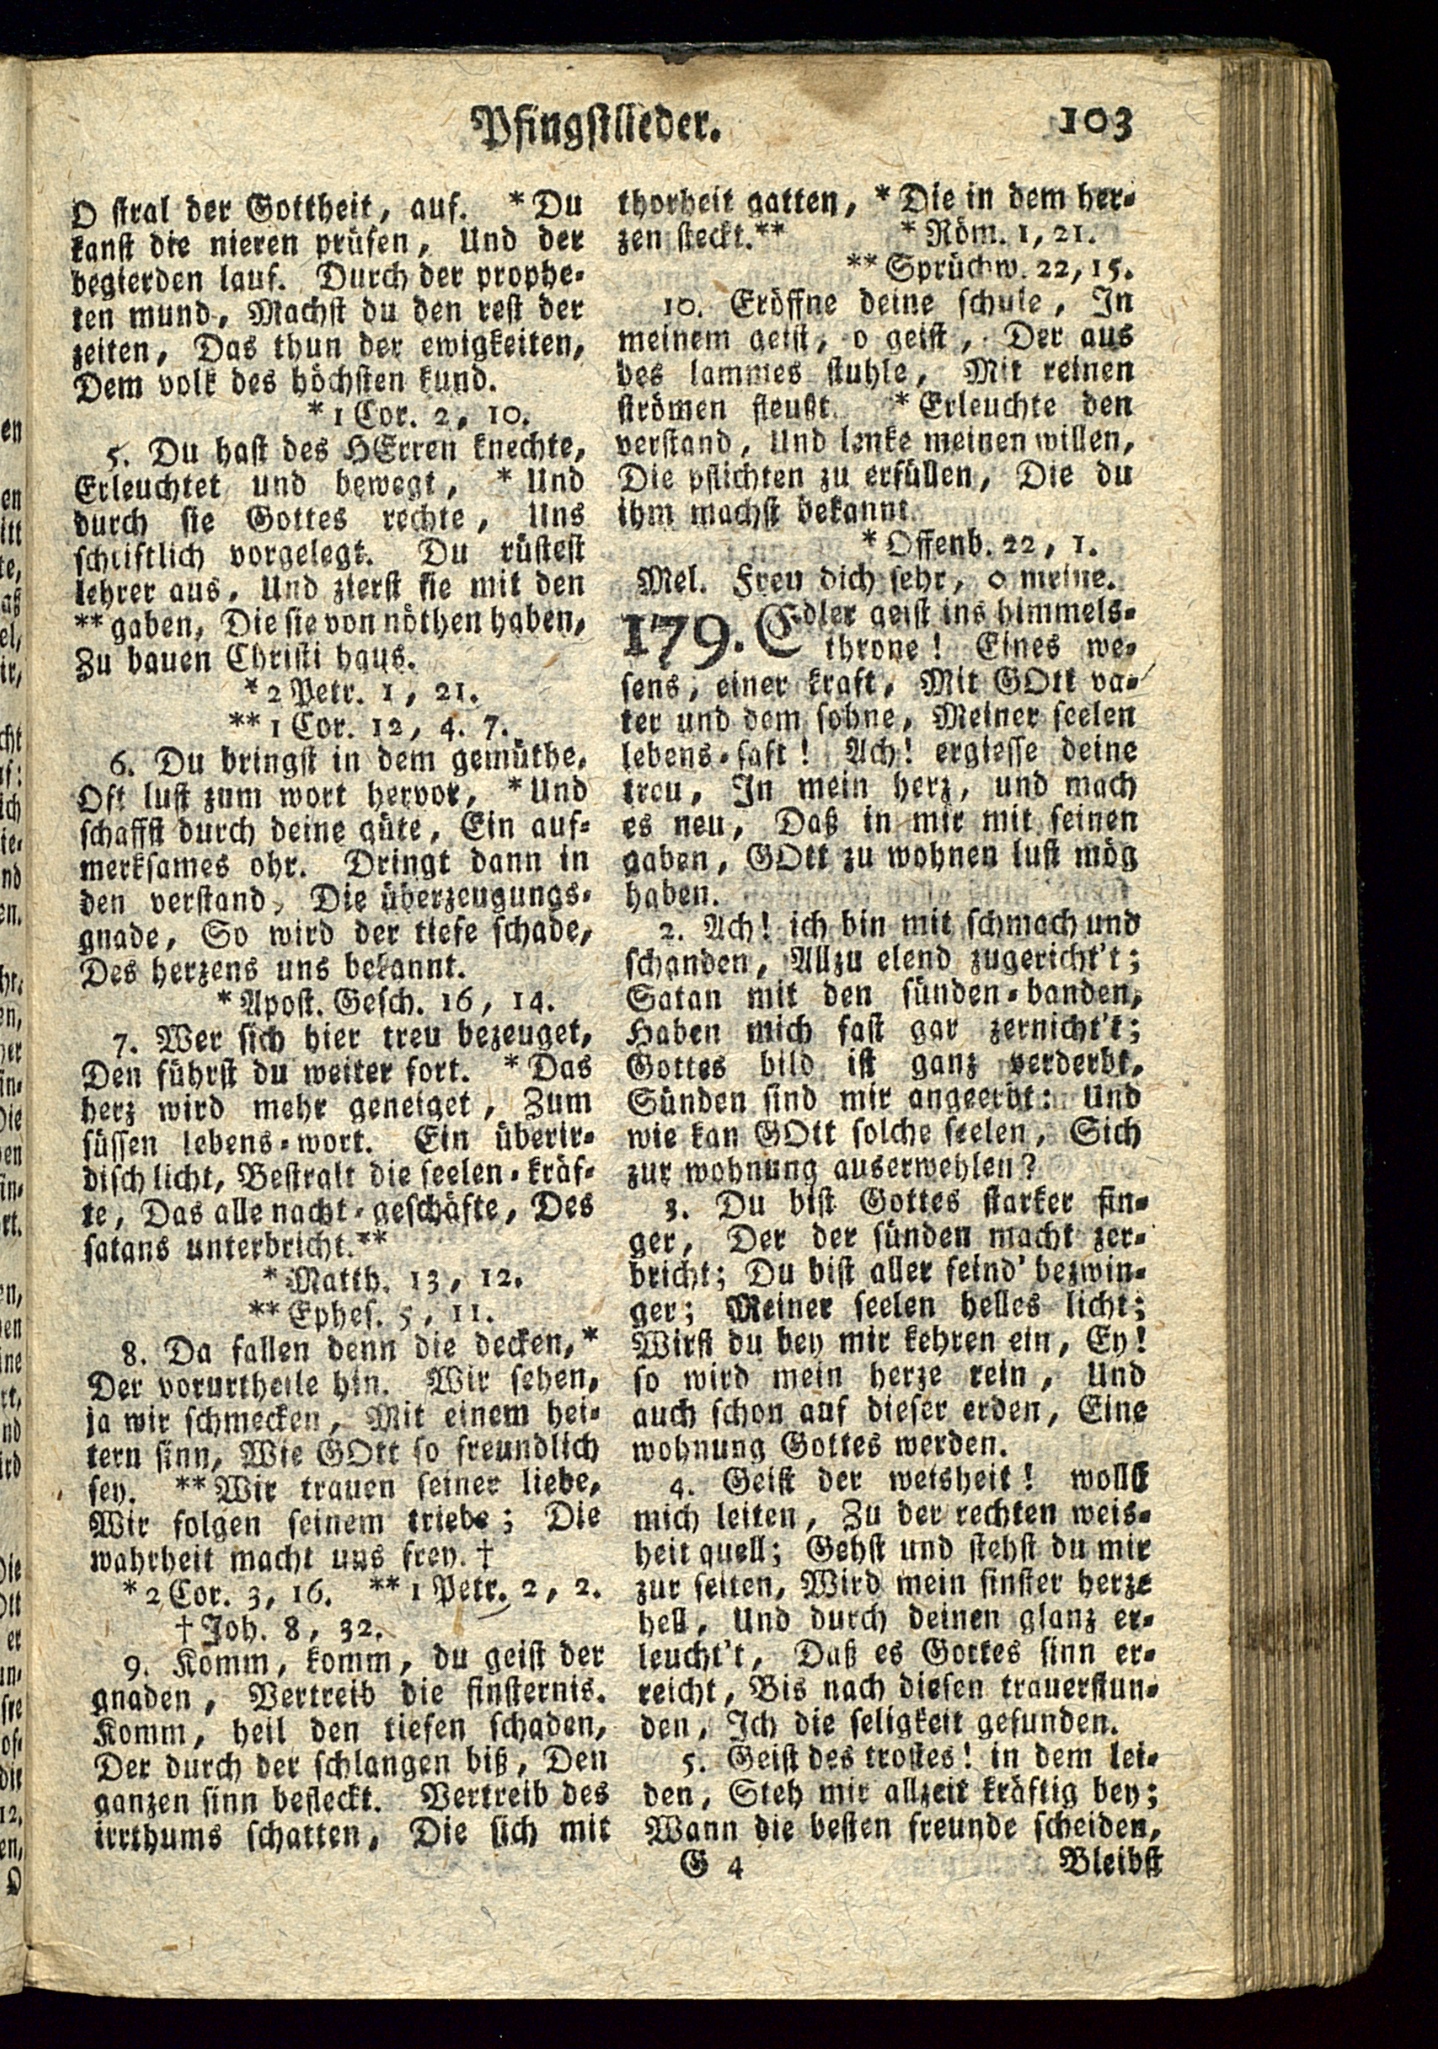 Pfingstlieder.
103
O stral der Gottheit, auf. *Du
kanst die nieren prüfen, Und der
begierden lauf. Durch der prophe-
ten mund, Machst du den rest der
zeiten, Das thun der ewigkeiten,
Dem volk des höchsten kund.
*1 Cor. 2, 10.
5. Du hast des HErren knechte,
Erleuchtet und bewegt, *Und
durch sie Gottes rechte, Uns
schriftlich vorgelegt. Du rüstest
lehrer aus, Und zierst sie mit den
**gaben, Die sie von nöthen haben,
Zu bauen Christi haus.
*2 Petr. 1, 21.
**1 Cor. 12, 4. 7.
6. Du bringst in dem gemüthe,
Oft lust zum wort hervor, *Und
schaffst durch deine güte, Ein auf-
merksames ohr. Dringt dann in
den verstand, Die überzeugungs-
gnade, So wird der tiefe schade,
Des herzens uns bekannt.
*Apost. Gesch. 16, 14.
7. Wer sich hier treu bezeuget,
Den führst du weiter fort. *Das
herz wird mehr geneiget, Zum
süssen lebens-wort. Ein überir-
disch licht, Bestralt die seelen-kräf-
te, Das alle nacht-geschäfte, Des
satans unterbricht.**
*Matth. 13, 12.
**Ephes. 5, 11.
8. Da fallen denn die decken,*
Der vorurtheile hin. Wir sehen,
ja wir schmecken, Mit einem hei-
tern sinn, Wie GOtt so freundlich
sey. **Wir trauen seiner liebe,
Wir folgen seinem triebe; Die
wahrheit macht uns frey.†
*2 Cor. 3, 16. **1 Petr. 2, 2.
†Joh. 8, 32.
9. Komm, komm, du geist der
gnaden, Vertreib die finsternis.
Komm, heil den tiefen schaden,
Der durch der schlangen biß, Den
ganzen sinn befleckt. Vertreib des
irrthums schatten, Die sich mit
thorheit gatten, *Die in dem her-
zen steckt.** *Röm. 1, 21.
**Sprüchw. 22, 15.
10. Eröffne deine schule, In
meinem geist, o geist, Der aus
des lammes stuhle, Mit reinen
strömen fleußt. *Erleuchte den
verstand, Und lenke meinen willen,
Die pflichten zu erfüllen, Die du
ihm machst bekannt.
*Offenb. 22, 1.
Mel. Freu dich sehr, o meine.
179. Edler geist ins himmels-
throne! Eines we-
sens, einer kraft, Mit GOtt va-
ter und dem sohne, Meiner seelen
lebens-saft! Ach! ergiesse deine
treu, In mein herz, und mach
es neu, Daß in mir mit seinen
gaben, GOtt zu wohnen lust mög
haben.
2. Ach! ich bin mit schmach und
schanden, Allzu elend zugericht't;
Satan mit den sünden-banden,
Haben mich fast gar zernicht't;
Gottes bild ist ganz verderbt,
Sünden sind mir angeerbt: Und
wie kan GOtt solche seelen, Sich
zur wohnung auserwehlen?
3. Du bist Gottes starker fin-
ger, Der der sünden macht zer-
bricht; Du bist aller feind' bezwin-
ger; Meiner seelen helles licht;
Wirst du bey mir kehren ein, Ey!
so wird mein herze rein, Und
auch schon auf dieser erden, Eine
wohnung Gottes werden.
4. Geist der weisheit! wollst
mich leiten, Zu der rechten weis-
heit quell; Gehst und stehst du mir
zur seiten, Wird mein finster herze
hell, Und durch deinen glanz er-
leucht't, Daß es Gottes sinn er-
reicht, Bis nach diesen trauerstun-
den, Ich die seligkeit gefunden.
5. Geist des trostes! in dem lei-
den, Steh mir allzeit kräftig bey;
Wann die besten freunde scheiden,
G 4
Bleibst